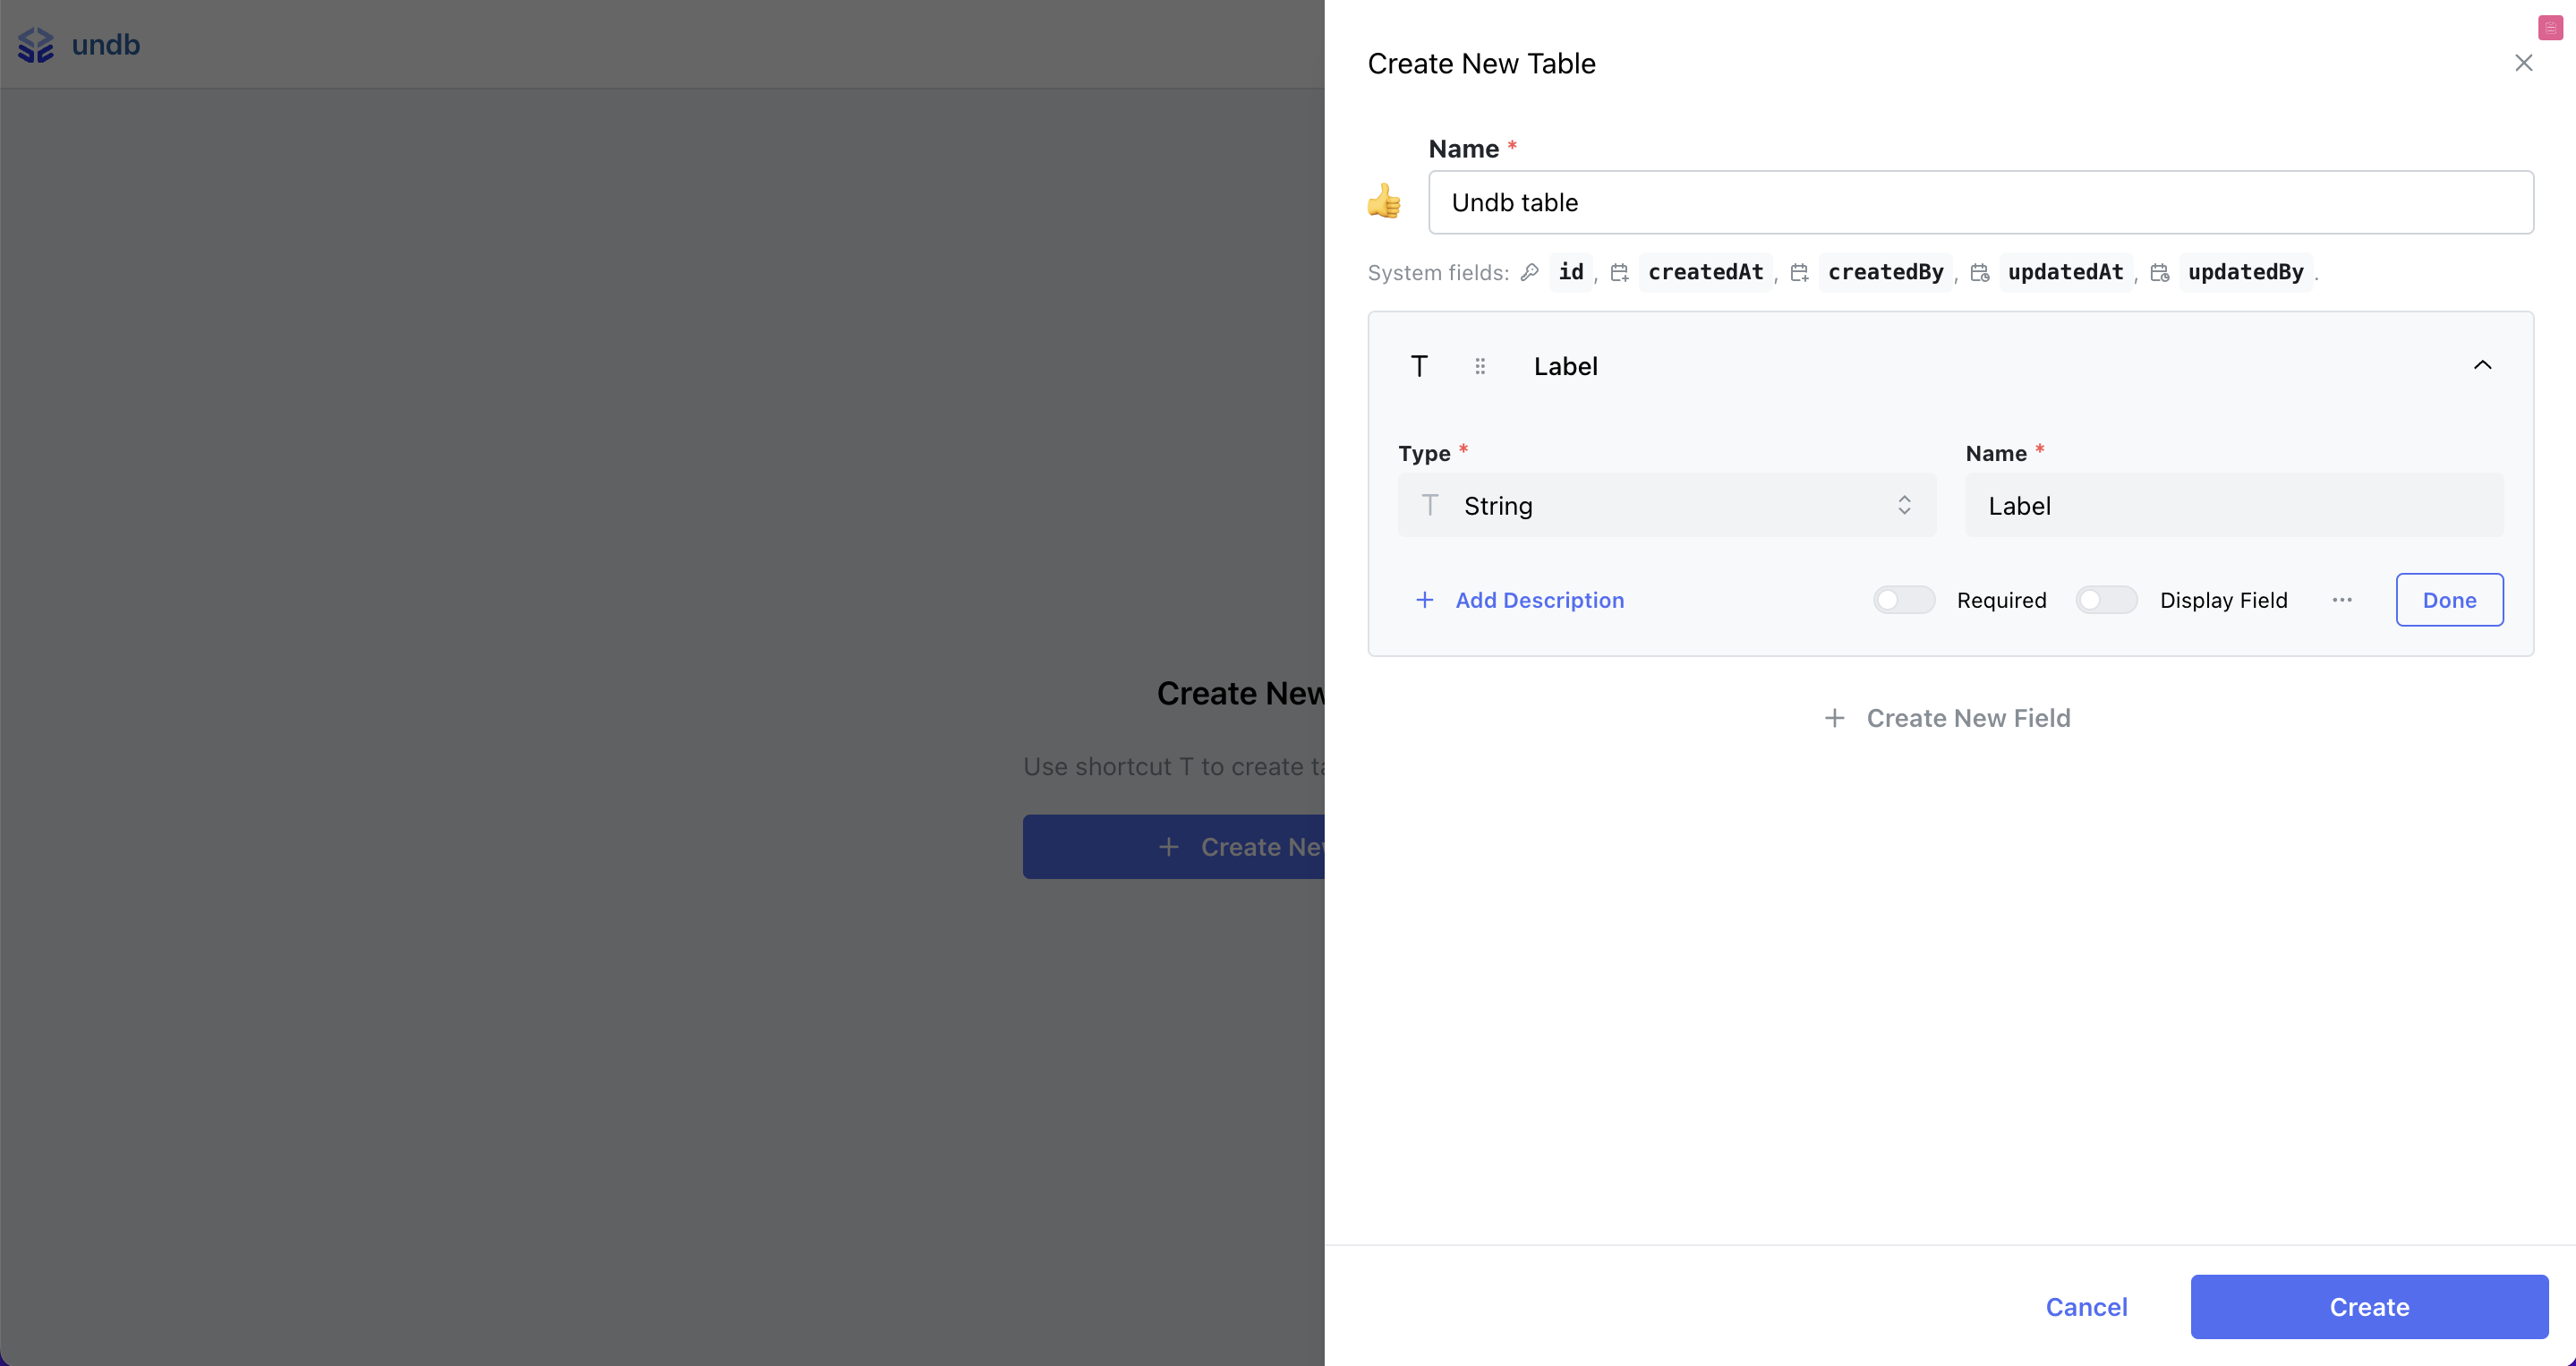 undb
Create New
Use shortcut T to create
Create
Create New Table
Name *
Undb table
System fields: id, createdAt, createdBy, updatedAt, updatedBy.
T Label
Type * Name *
T String Label
Add Description Required Display Field ... Done
Create New Field
Cancel Create